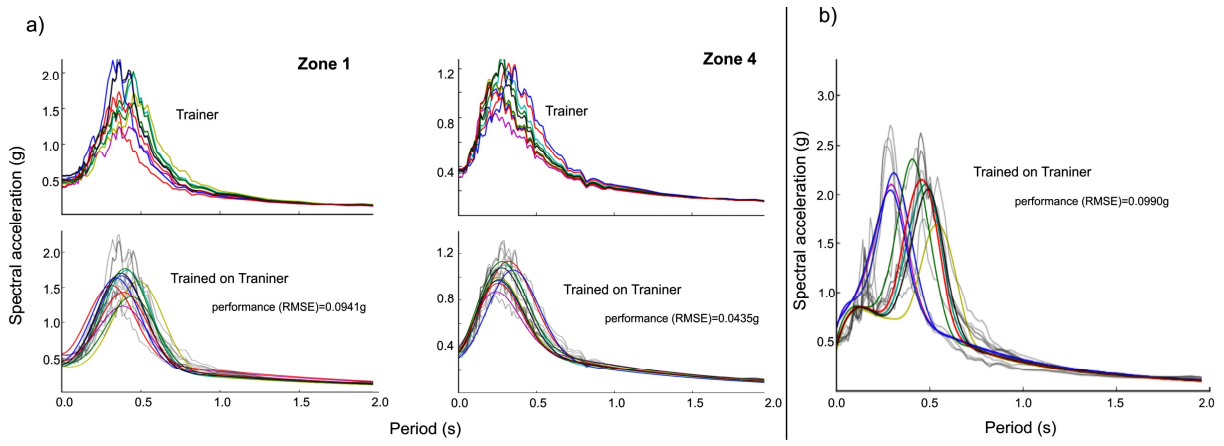 a)
b)
Zone 1
Zone 4
Trainer
Trainer
2.0
1.5
1.0
0.5
1.2
0.8
0.4
Trained on Traniner
performance (RMSE)=0.0941g
Trained on Traniner
performance (RMSE)=0.0435g
2.0
1.5
1.0
0.5
1.2
0.8
0.4
0.0 0.5 1.0 1.5 2.0
0.0 0.5 1.0 1.5 2.0
Spectral acceleration (g)
Period (s)
Trained on Traniner
performance (RMSE)=0.0990g
3.0
2.5
2.0
1.5
1.0
0.5
0.0 0.5 1.0 1.5 2.0
Spectral acceleration (g)
Period (s)